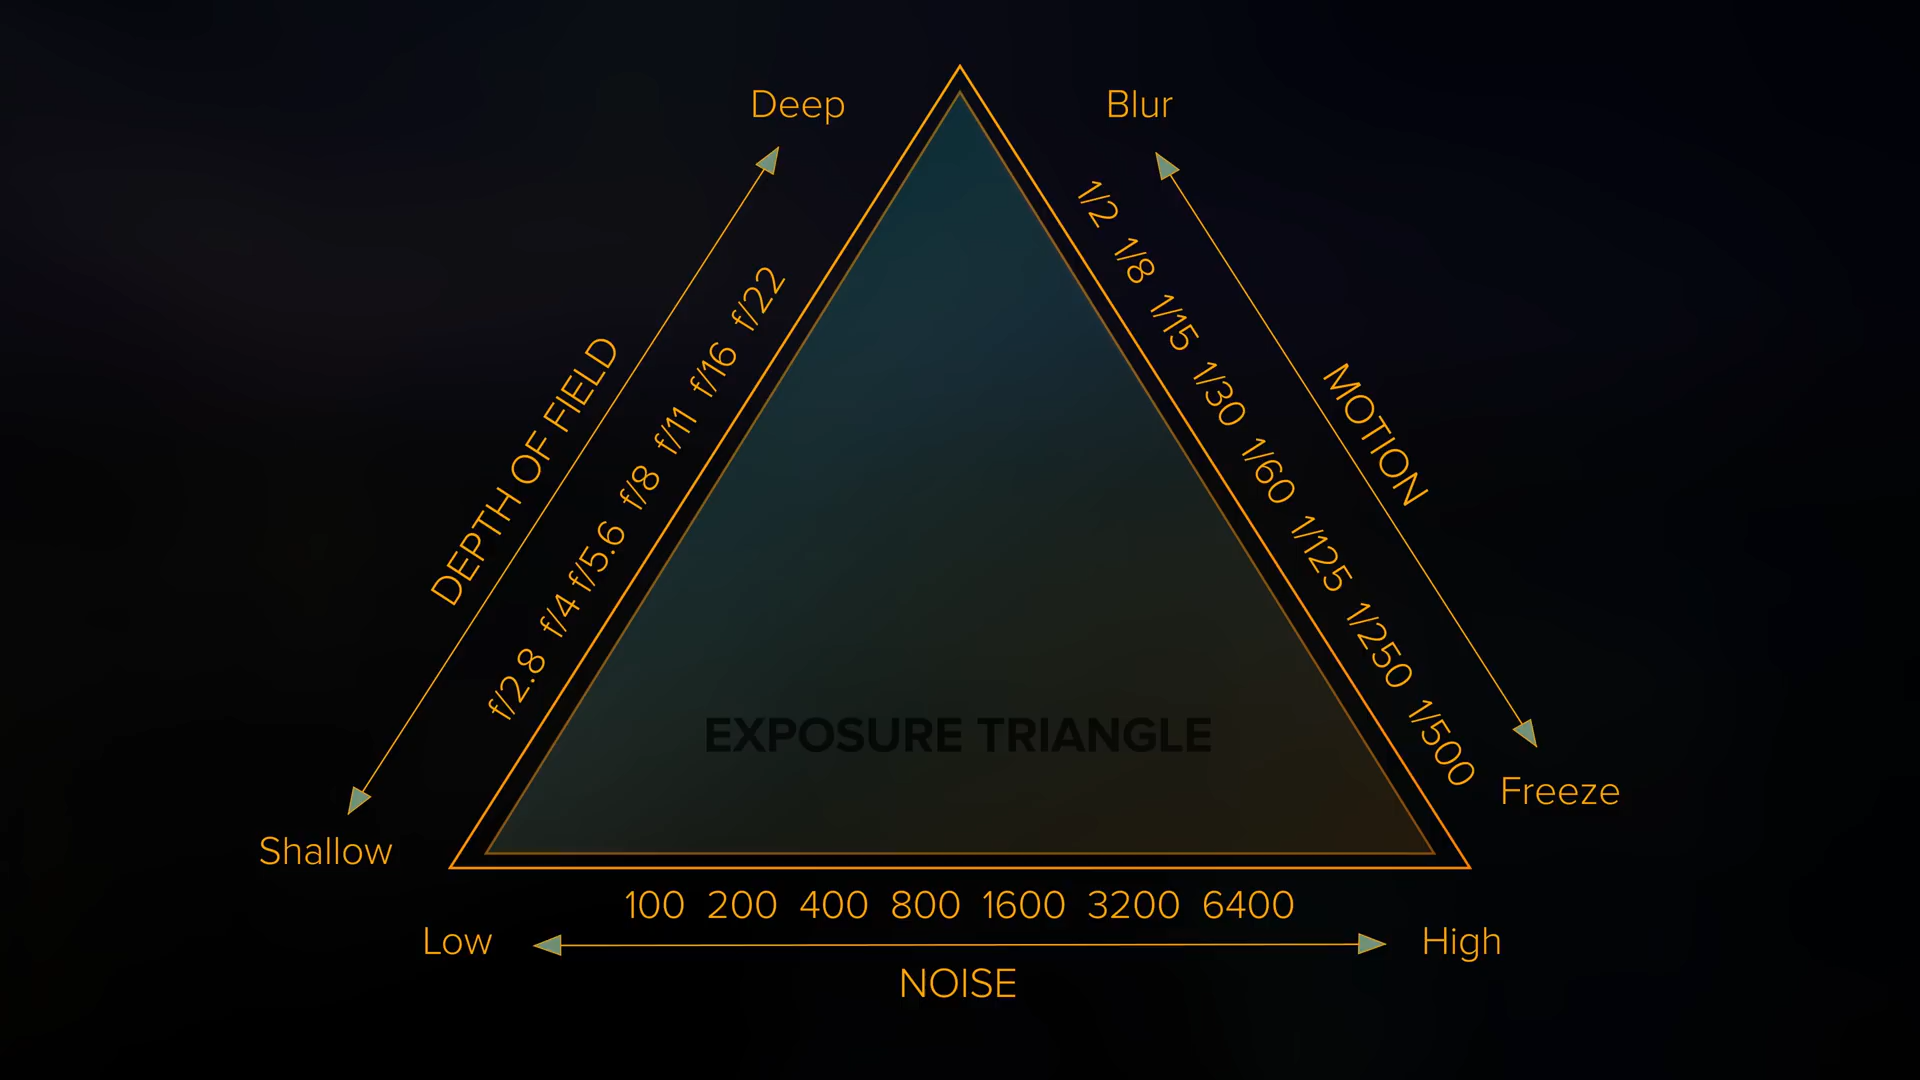 Deep
Blur
DEPTH OF FIELD
f/2.8 f/4 f/5.6 f/8 f/11 f/16 f/22
1/2 1/8 1/15 1/30 1/60 1/125 1/250 1/500
MOTION
EXPOSURE TRIANGLE
Shallow
Freeze
100 200 400 800 1600 3200 6400
Low
High
NOISE